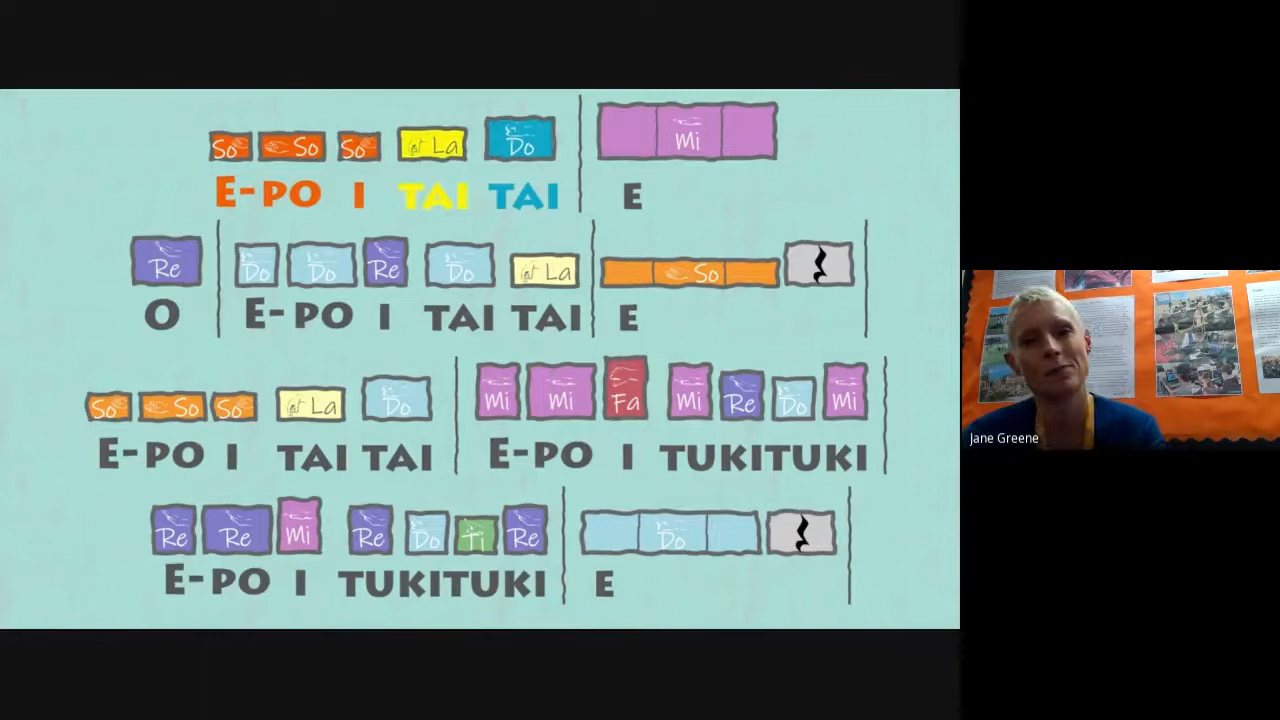 So So So La Do Mi
E-PO I TAI TAI E
Re Do Do Re Do La So
O E-PO I TAI TAI E
So So So La Do Mi Mi Fa Mi Re Do Mi
E-PO I TAI TAI E-PO I TUKITUKI
Re Re Mi Re Do Ti Re Do
E-PO I TUKITUKI E
Jane Greene